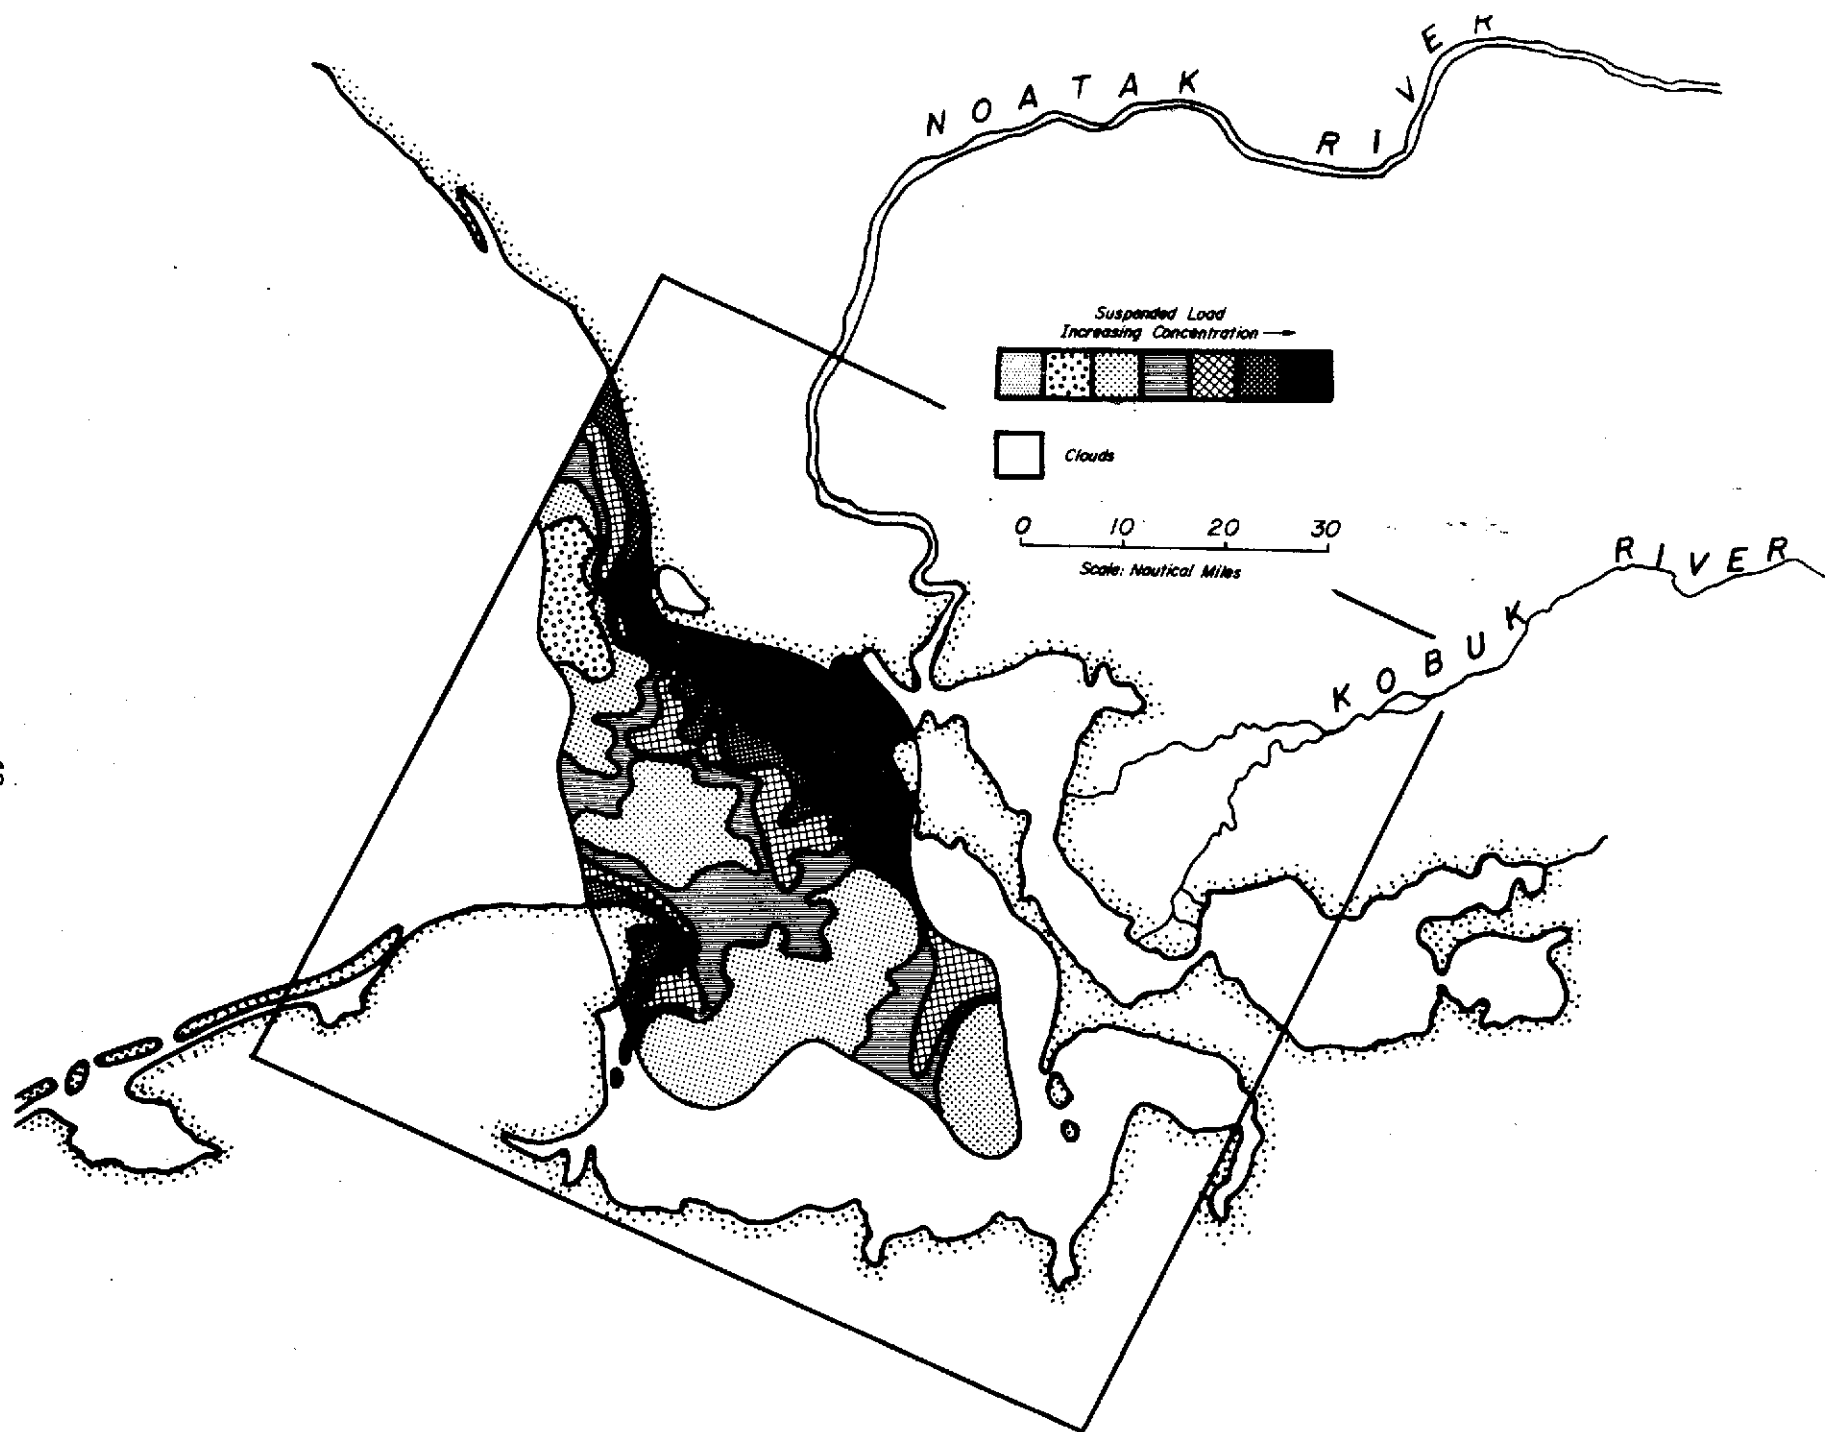 NOATAK RIVER
Suspended Load
Increasing Concentration
Clouds
0 10 20 30
Scale: Nautical Miles
KOBUK RIVER